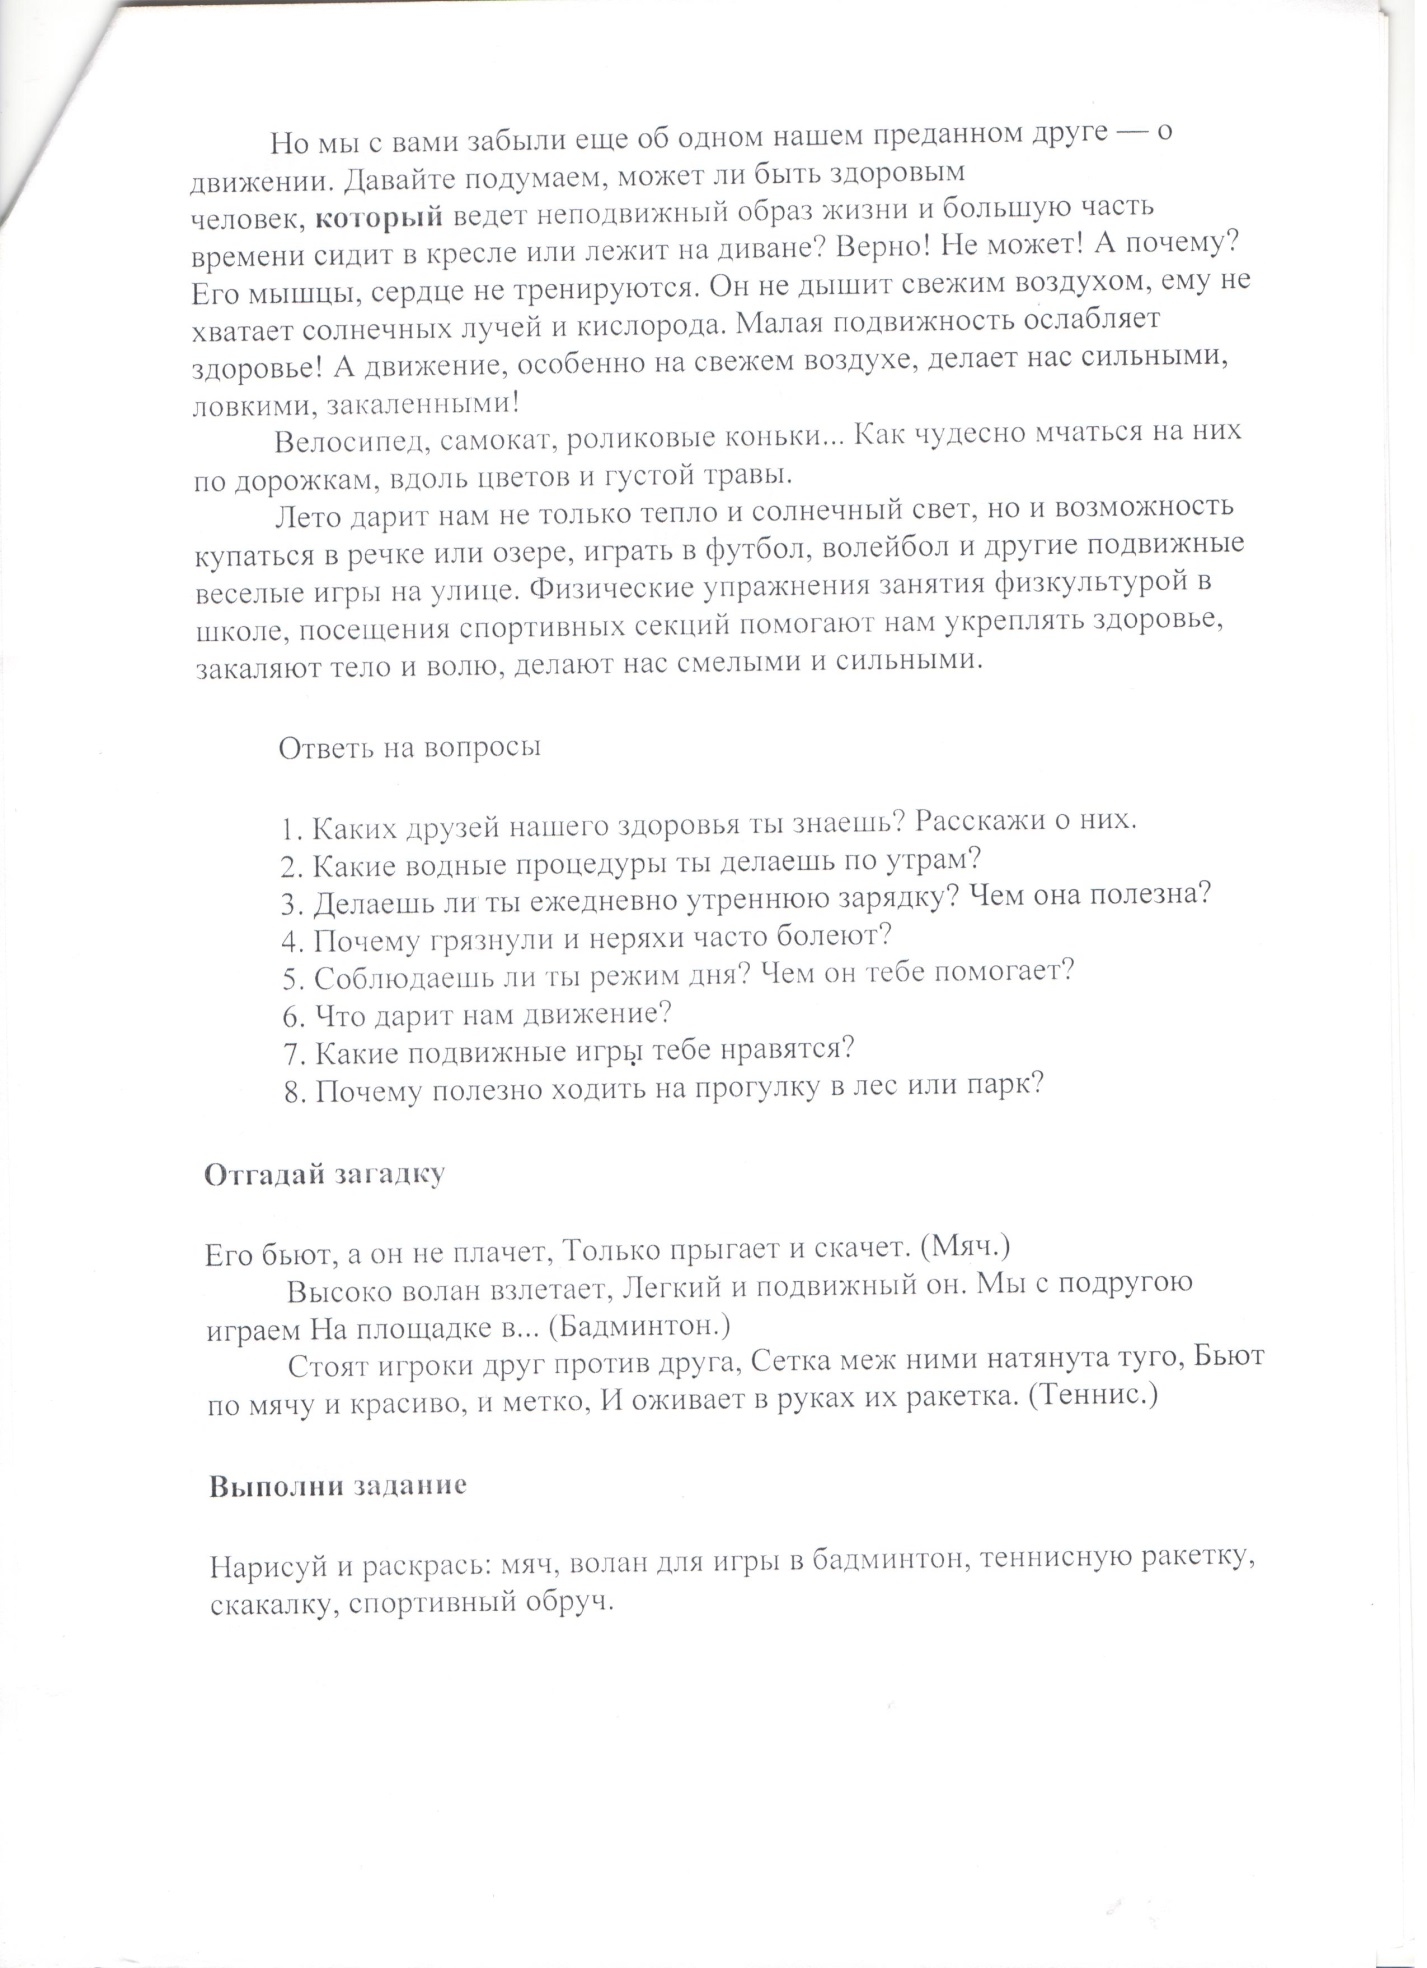 Но мы с вами забыли еще об одном нашем преданном друге — о
движении. Давайте подумаем, может ли быть здоровым
человек, который ведет неподвижный образ жизни и большую часть
времени сидит в кресле или лежит на диване? Верно! Не может! А почему?
Его мышцы, сердце не тренируются. Он не дышит свежим воздухом, ему не
хватает солнечных лучей и кислорода. Малая подвижность ослабляет
здоровье! А движение, особенно на свежем воздухе, делает нас сильными,
ловкими, закаленными!
Велосипед, самокат, роликовые коньки... Как чудесно мчаться на них
по дорожкам, вдоль цветов и густой травы.
Лето дарит нам не только тепло и солнечный свет, но и возможность
купаться в речке или озере, играть в футбол, волейбол и другие подвижные
веселые игры на улице. Физические упражнения занятия физкультурой в
школе, посещения спортивных секций помогают нам укреплять здоровье,
закаляют тело и волю, делают нас смелыми и сильными.
Ответь на вопросы
1. Каких друзей нашего здоровья ты знаешь? Расскажи о них.
2. Какие водные процедуры ты делаешь по утрам?
3. Делаешь ли ты ежедневно утреннюю зарядку? Чем она полезна?
4. Почему грязнули и неряхи часто болеют?
5. Соблюдаешь ли ты режим дня? Чем он тебе помогает?
6. Что дарит нам движение?
7. Какие подвижные игры тебе нравятся?
8. Почему полезно ходить на прогулку в лес или парк?
Отгадай загадку
Его бьют, а он не плачет, Только прыгает и скачет. (Мяч.)
Высоко волан взлетает, Легкий и подвижный он. Мы с подругою
играем На площадке в... (Бадминтон.)
Стоят игроки друг против друга, Сетка меж ними натянута туго, Бьют
по мячу и красиво, и метко, И оживает в руках их ракетка. (Теннис.)
Выполни задание
Нарисуй и раскрась: мяч, волан для игры в бадминтон, теннисную ракетку,
скакалку, спортивный обруч.